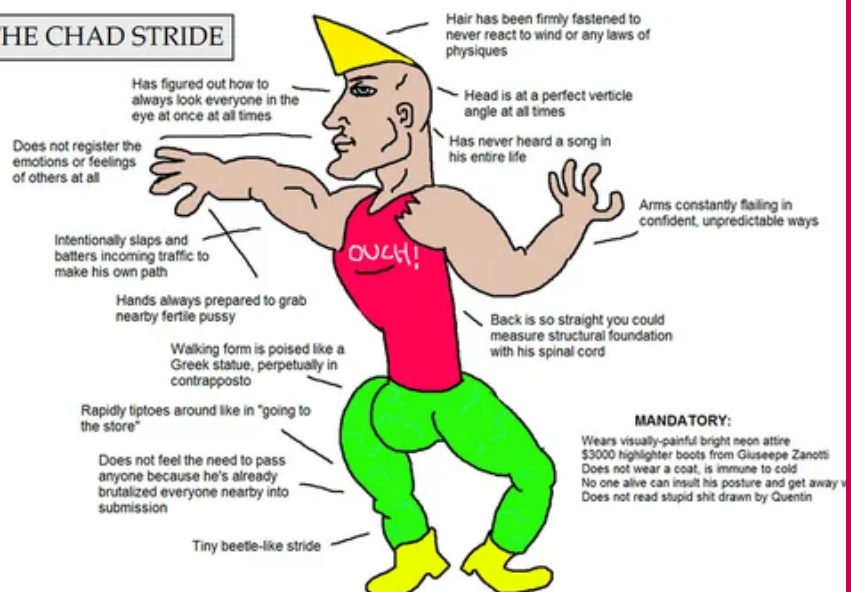 THE CHAD STRIDE
Hair has been firmly fastened to
never react to wind or any laws of
physiques
Has figured out how to
always look everyone in the
eye at once at all times
Head is at a perfect verticle
angle at all times
Does not register the
emotions or feelings
of others at all
Has never heard a song in
his entire life
Arms constantly flailing in
confident, unpredictable ways
Intentionally slaps and
batters incoming traffic to
make his own path
OUCH!
Hands always prepared to grab
nearby fertile pussy
Back is so straight you could
measure structural foundation
with his spinal cord
Walking form is poised like a
Greek statue, perpetually in
contrapposto
Rapidly tiptoes around like in "going to
the store"
Does not feel the need to pass
anyone because he's already
brutalized everyone nearby into
submission
Tiny beetle-like stride
MANDATORY:
Wears visually-painful bright neon attire
$3000 highlighter boots from Giuseepe Zanotti
Does not wear a coat, is immune to cold
No one alive can insult his posture and get away
Does not read stupid shit drawn by Quentin